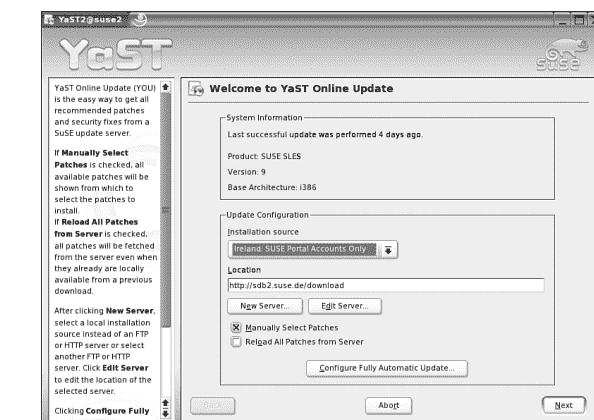 YaST2@suse2
YaST
SuSE
YaST Online Update (YOU)
is the easy way to get all
recommended patches
and security fixes from a
SuSE update server.
If Manually Select
Patches is checked, all
available patches will be
shown from which to
select the patches to
install.
If Reload All Patches
from Server is checked,
all patches will be fetched
from the server even when
they already are locally
available from a previous
download.
After clicking New Server,
select a local installation
source instead of an FTP
or HTTP server or select
another FTP or HTTP
server. Click Edit Server
to edit the location of the
selected server.
Clicking Configure Fully
Welcome to YaST Online Update
System Information
Last successful update was performed 4 days ago.
Product: SUSE SLES
Version: 9
Base Architecture: i386
Update Configuration
Installation source
Ireland: SUSE Portal Accounts Only
Location
http://sdb2.suse.de/download
New Server...
Edit Server...
Manually Select Patches
Reload All Patches from Server
Configure Fully Automatic Update...
Back
Abort
Next